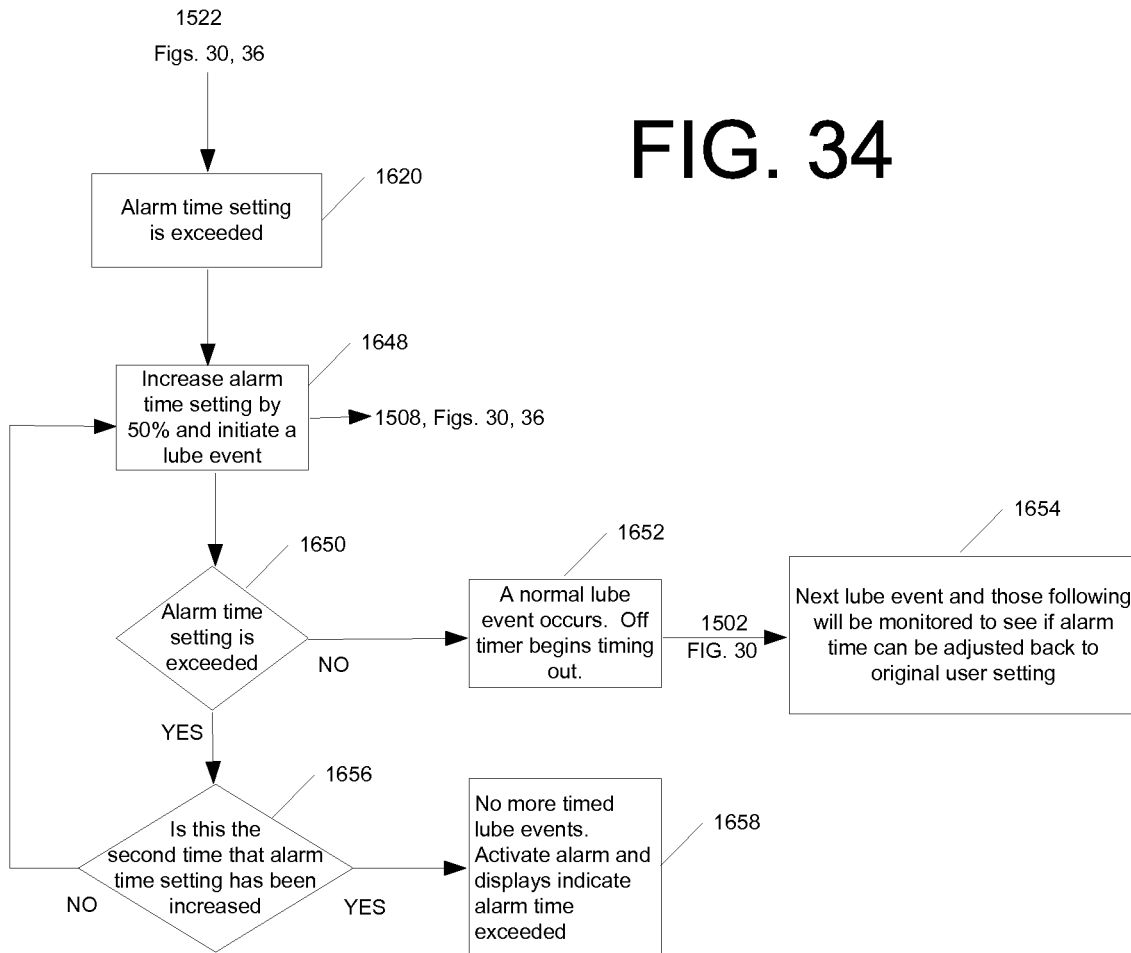 1522
Figs. 30, 36
FIG. 34
1620
Alarm time setting
is exceeded
1648
Increase alarm
time setting by
50% and initiate a
lube event
1508, Figs. 30, 36
1650
Alarm time
setting is
exceeded
NO
YES
1652
A normal lube
event occurs.  Off
timer begins timing
out.
1502
FIG. 30
1654
Next lube event and those following
will be monitored to see if alarm
time can be adjusted back to
original user setting
1656
Is this the
second time that alarm
time setting has been
increased
NO
YES
1658
No more timed
lube events.
Activate alarm and
displays indicate
alarm time
exceeded